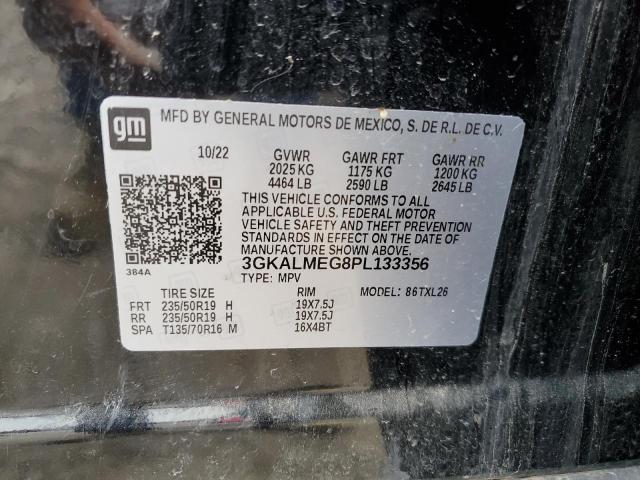 gm
MFD BY GENERAL MOTORS DE MEXICO, S. DE R.L. DE C.V.
10/22 GVWR GAWR FRT GAWR RR
2025 KG 1175 KG 1200 KG
4464 LB 2590 LB 2645 LB
THIS VEHICLE CONFORMS TO ALL
APPLICABLE U.S. FEDERAL MOTOR
VEHICLE SAFETY AND THEFT PREVENTION
STANDARDS IN EFFECT ON THE DATE OF
MANUFACTURE SHOWN ABOVE.
384A 3GKALMEG8PL133356
TYPE: MPV
TIRE SIZE RIM MODEL: 86TXL26
FRT 235/50R19 H 19X7.5J
RR 235/50R19 H 19X7.5J
SPA T135/70R16 M 16X4BT